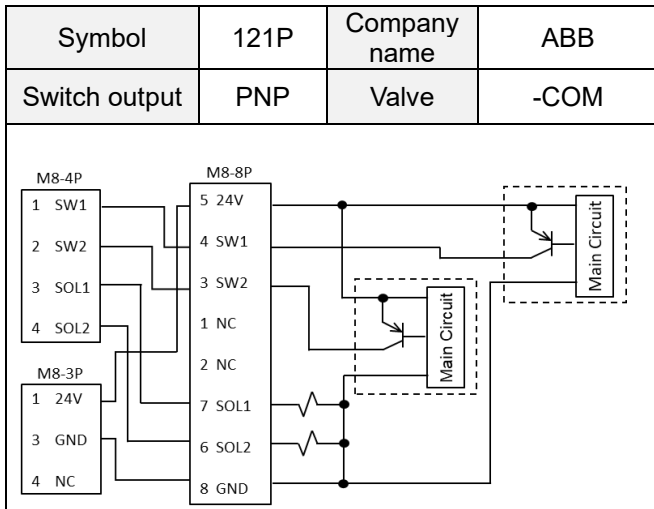 Symbol 121P Company name ABB
Switch output PNP Valve -COM
M8-4P
1 SW1
2 SW2
3 SOL1
4 SOL2
M8-3P
1 24V
3 GND
4 NC
M8-8P
5 24V
4 SW1
3 SW2
1 NC
2 NC
7 SOL1
6 SOL2
8 GND
Main Circuit
Main Circuit